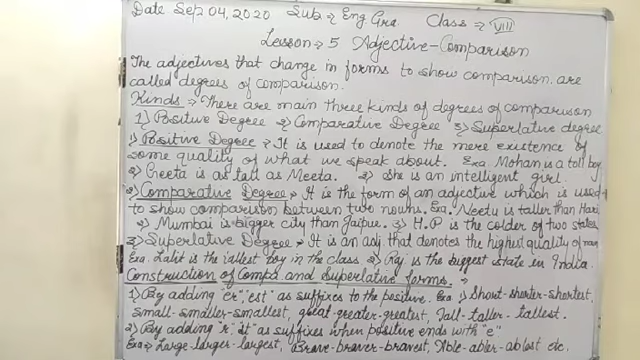 Date Sep 04, 2020 Sub ⇒ Eng Gra Class ⇒ VIII
Lesson ⇒ 5 Adjective-Comparison
The adjectives that change in forms to show comparison are
called degrees of comparison.
Kinds ⇒ There are main three kinds of degrees of comparison
1) Positive Degree 2) Comparative Degree 3) Superlative degree
1) Positive Degree ⇒ It is used to denote the mere existence of
some quality of what we speak about. Exa. Mohan is a tall boy
2) Geeta is as tall as Meeta. 3) She is an intelligent girl.
2) Comparative Degree ⇒ It is the form of an adjective which is used
to show comparison between two nouns. Exa. Neetu is taller than Hari
2) Mumbai is bigger city than Jaipur. 3) H.P is the colder of two states
3) Superlative Degree ⇒ It is an adj that denotes the highest quality of
Exa. Lalit is the tallest boy in the class 2) Raj is the biggest state in India.
Construction of Compa. and Superlative forms. ⇒
1) By adding "er" "est" as suffixes to the positive. Exa 1) Short-shorter-shortest,
small-smaller-smallest, great-greater-greatest, Tall-taller-tallest.
2) By adding "r" "st" as suffixes when positive ends with "e"
Exa ⇒ Large-larger-largest, Brave-braver-bravest, Able-abler-ablest etc.